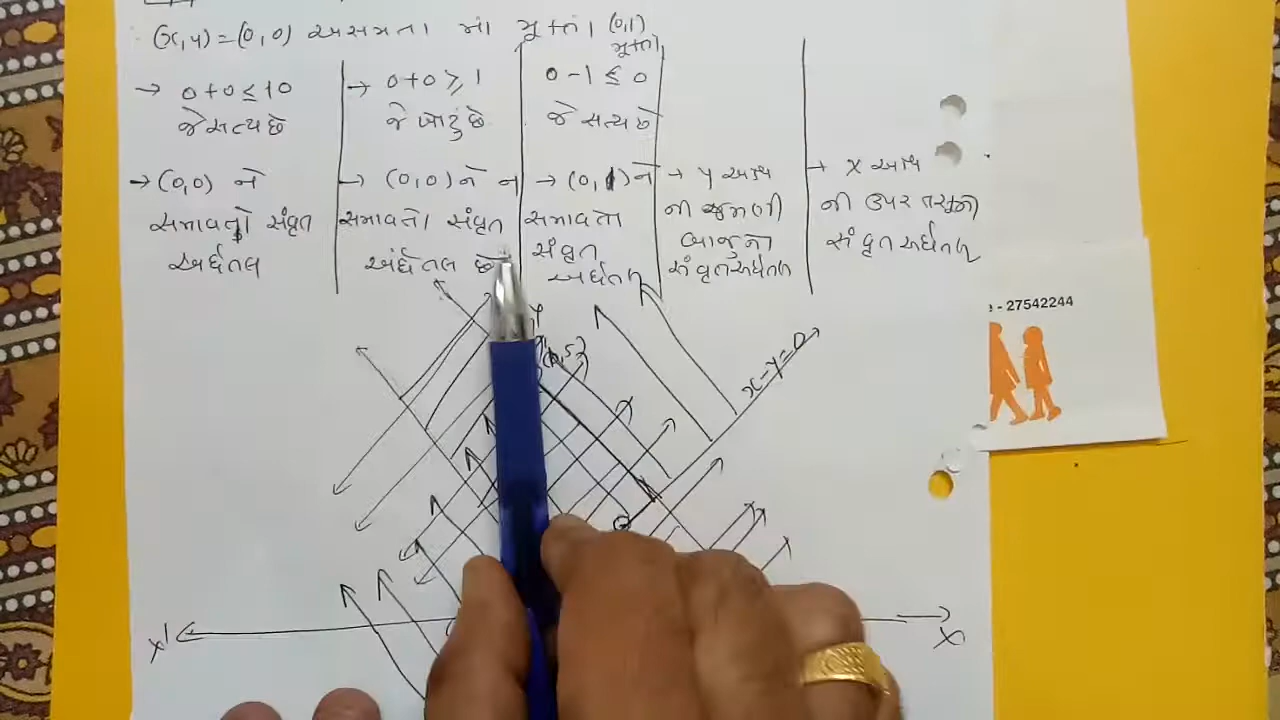 (x,y)=(0,0) અસમતા માં મૂકતાં (0,1) મૂકતાં
→ 0+0≤10
જે સત્ય છે
→ (0,0) ને
સમાવતો સંવૃત
અર્ધતલ
→ 0+0≥1
જે ખોટું છે
→ (0,0)ને ન
સમાવતો સંવૃત
અર્ધતલ છે
0-1≤0
જે સત્ય છે
→ (0,1)ને
સમાવતો
સંવૃત
અર્ધતલ
→ y અક્ષ
ની જમણી
બાજુનો
સંવૃત અર્ધતલ
→ x અક્ષ
ની ઉપર તરફનો
સંવૃત અર્ધતલ
- 27542244
x-y=0
x'
x